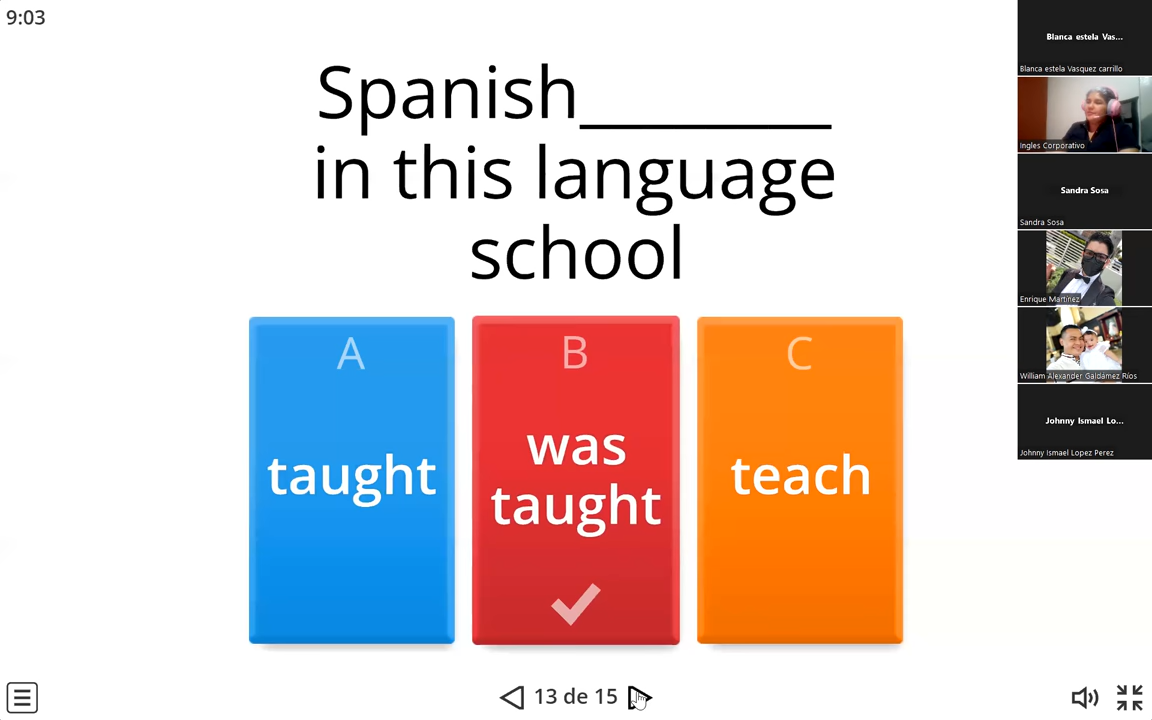 9:03
Spanish________
in this language
school
A
taught
B
was
taught
C
teach
13 de 15
Blanca estela Vas...
Blanca estela Vasquez carrillo
Ingles Corporativo
Sandra Sosa
Sandra Sosa
Enrique Martinez
William Alexander Galdamez Rios
Johnny Ismael Lo...
Johnny Ismael Lopez Perez